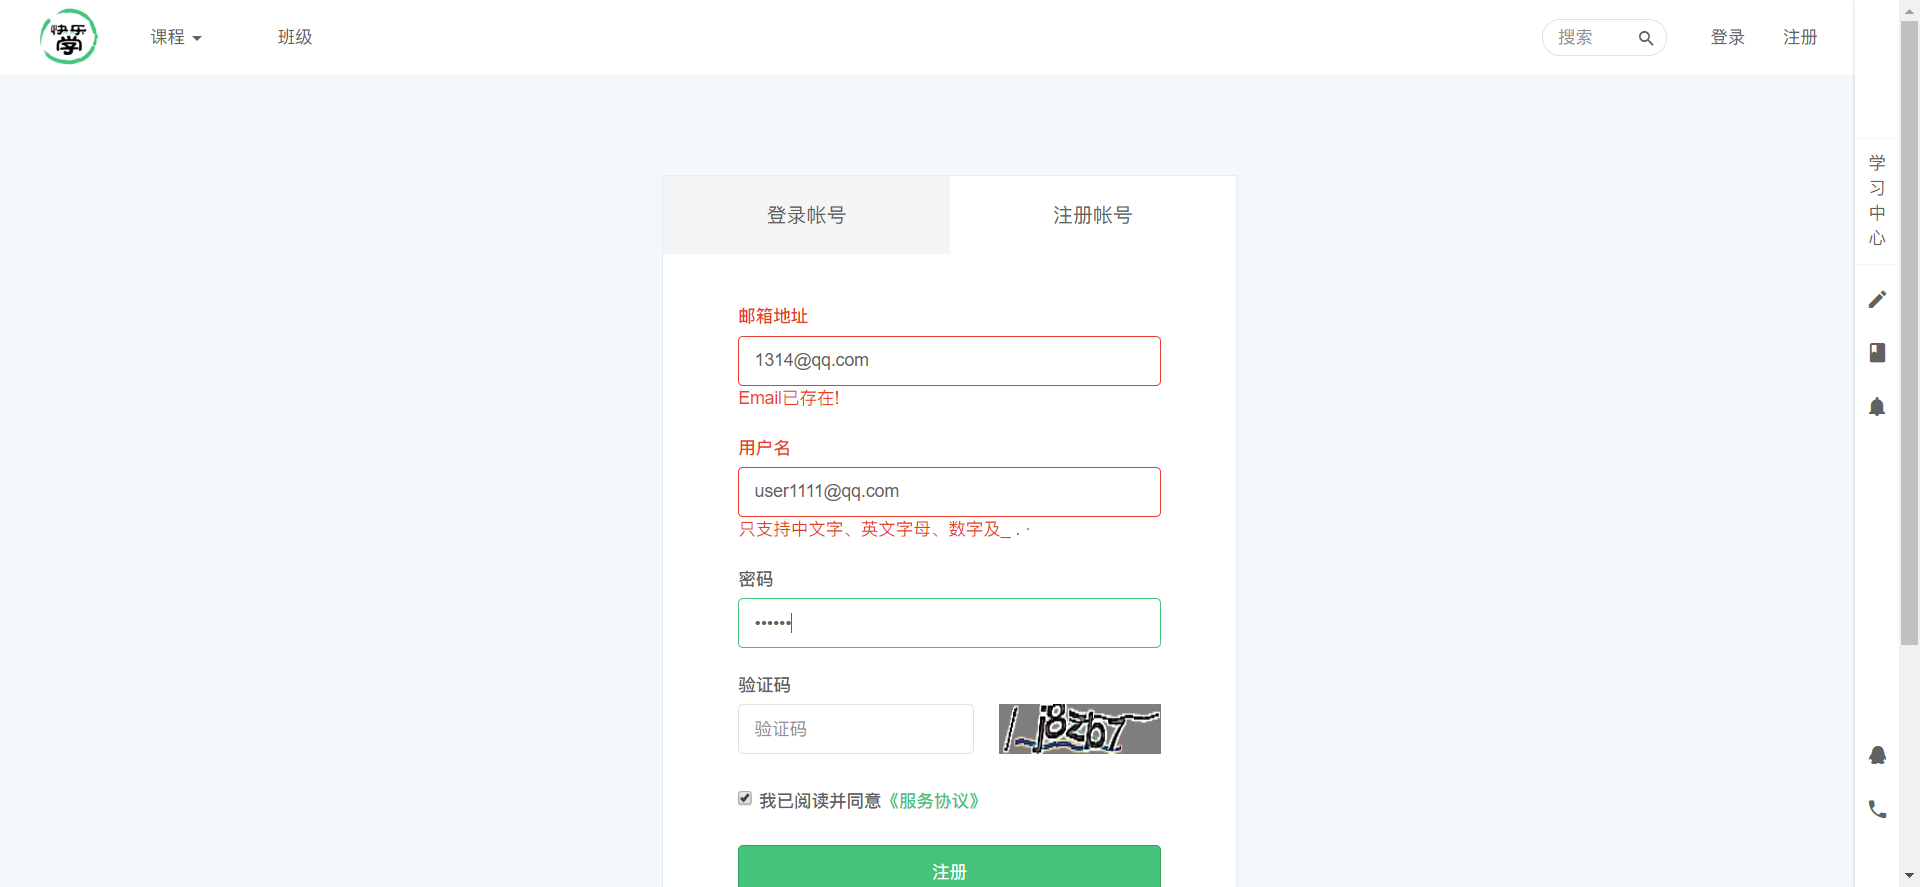 快乐
学
课程
班级
搜索
登录
注册
登录帐号
注册帐号
邮箱地址
1314@qq.com
Email已存在!
用户名
user1111@qq.com
只支持中文字、英文字母、数字及_ . ·
密码
••••••
验证码
验证码
j8zb7
我已阅读并同意《服务协议》
注册
学
习
中
心